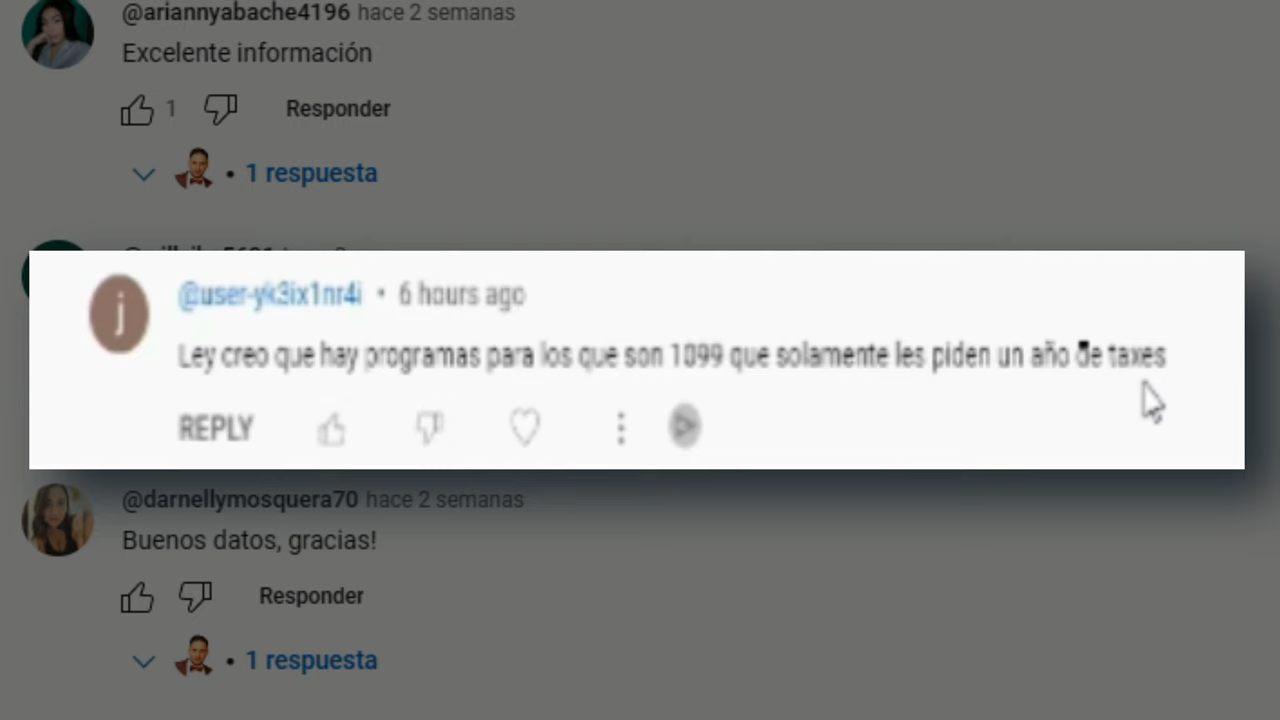 @ariannyabache4196 hace 2 semanas
Excelente información
1 Responder
• 1 respuesta
j @user-yk3ix1nr4i • 6 hours ago
Ley creo que hay programas para los que son 1099 que solamente les piden un año de taxes
REPLY
@darnellymosquera70 hace 2 semanas
Buenos datos, gracias!
Responder
• 1 respuesta